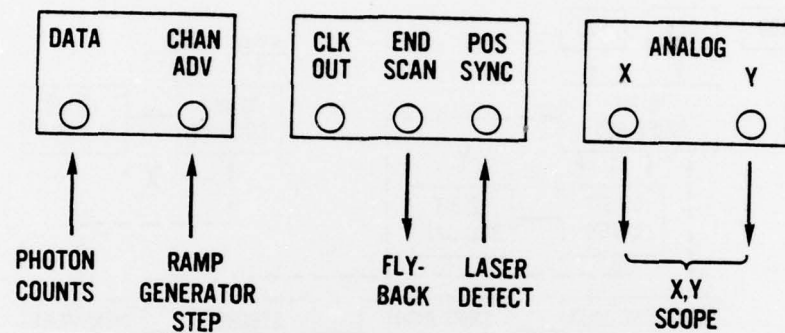 DATA
CHAN
ADV
CLK
OUT
END
SCAN
POS
SYNC
ANALOG
X
Y
PHOTON
COUNTS
RAMP
GENERATOR
STEP
FLY-
BACK
LASER
DETECT
X,Y
SCOPE